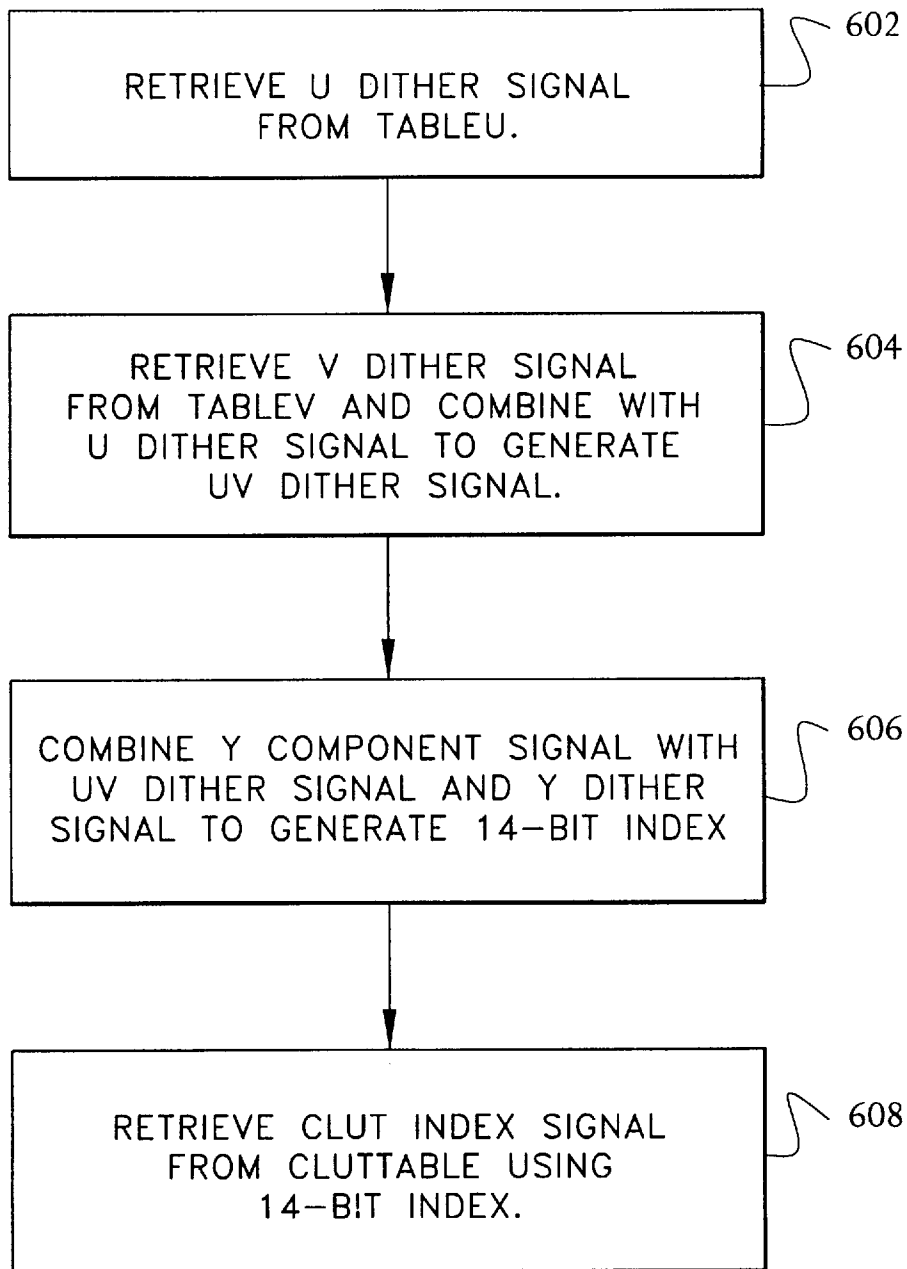 602
RETRIEVE U DITHER SIGNAL
FROM TABLEU.
604
RETRIEVE V DITHER SIGNAL
FROM TABLEV AND COMBINE WITH
U DITHER SIGNAL TO GENERATE
UV DITHER SIGNAL.
606
COMBINE Y COMPONENT SIGNAL WITH
UV DITHER SIGNAL AND Y DITHER
SIGNAL TO GENERATE 14-BIT INDEX
608
RETRIEVE CLUT INDEX SIGNAL
FROM CLUTTABLE USING
14-BIT INDEX.